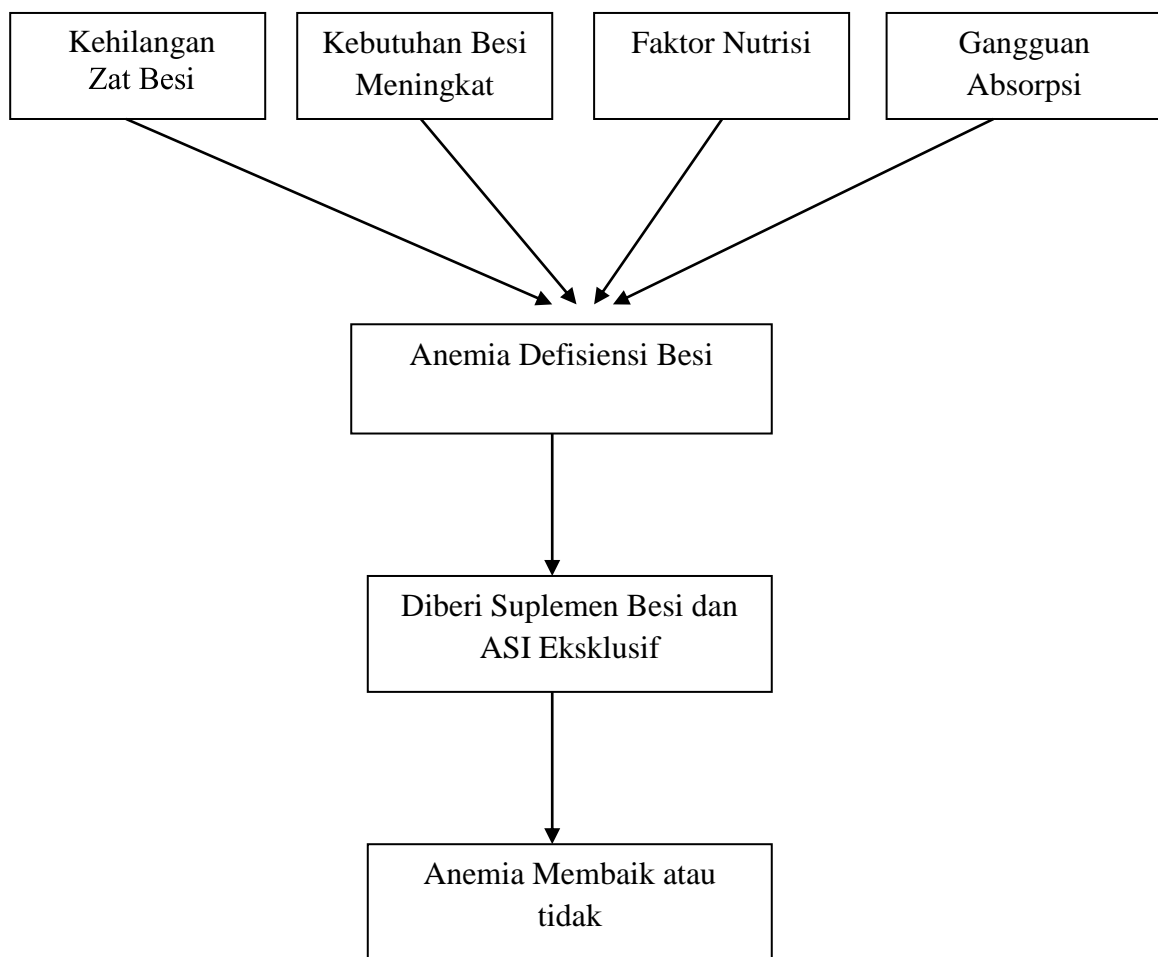 Kehilangan
Zat Besi
Kebutuhan Besi
Meningkat
Faktor Nutrisi
Gangguan
Absorpsi
Anemia Defisiensi Besi
Diberi Suplemen Besi dan
ASI Eksklusif
Anemia Membaik atau
tidak